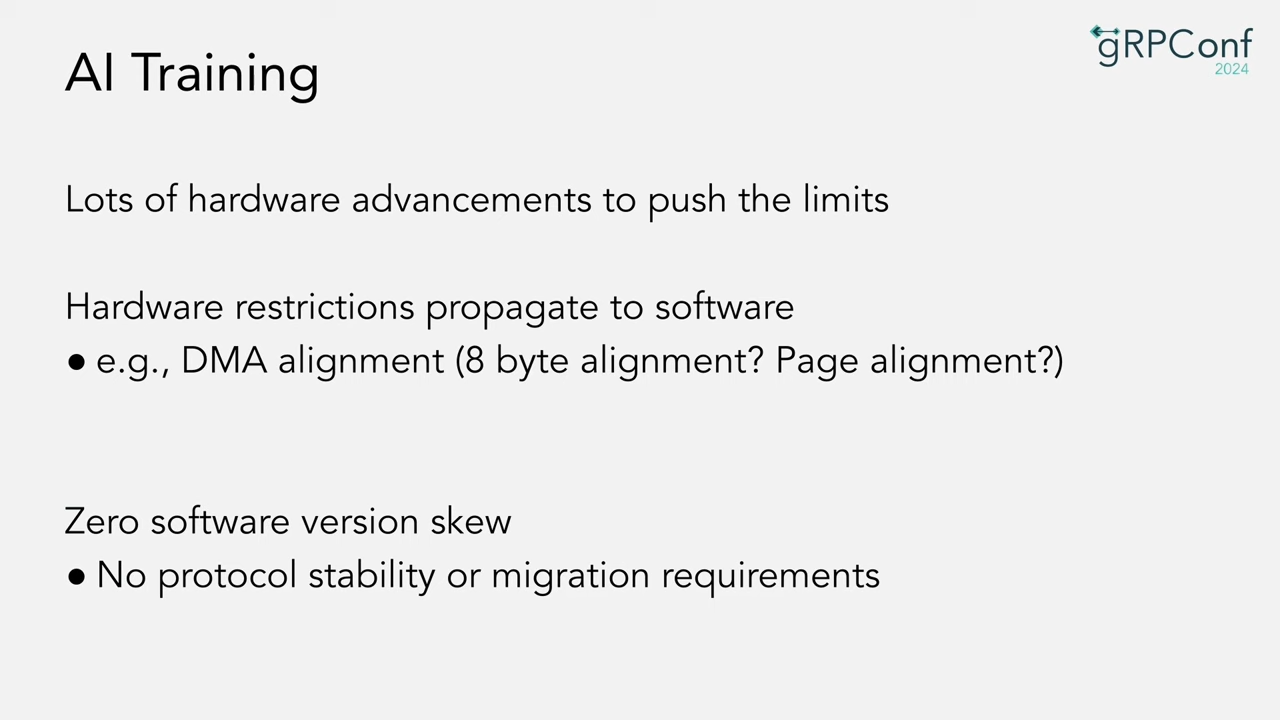 gRPConf
2024
AI Training
Lots of hardware advancements to push the limits
Hardware restrictions propagate to software
● e.g., DMA alignment (8 byte alignment? Page alignment?)
Zero software version skew
● No protocol stability or migration requirements